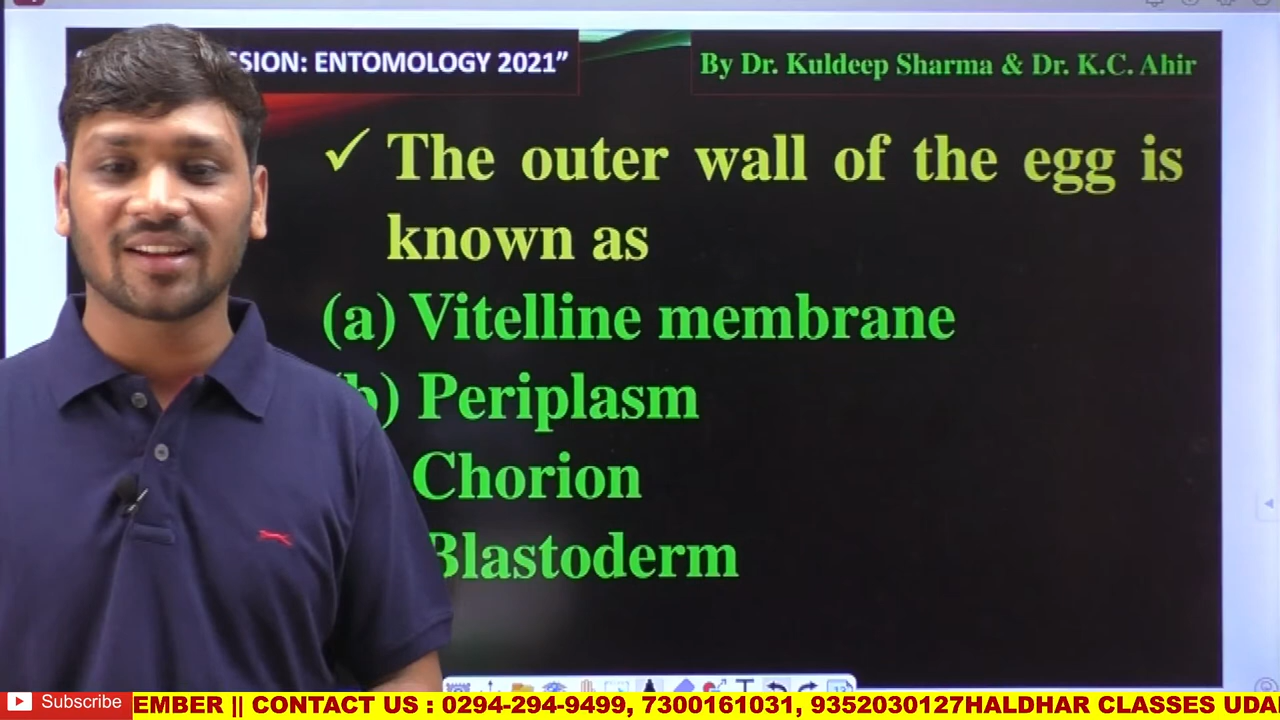 SSION: ENTOMOLOGY 2021”
By Dr. Kuldeep Sharma & Dr. K.C. Ahir
✓ The outer wall of the egg is
known as
(a) Vitelline membrane
b) Periplasm
Chorion
Blastoderm
Subscribe
EMBER || CONTACT US : 0294-294-9499, 7300161031, 9352030127HALDHAR CLASSES UDA